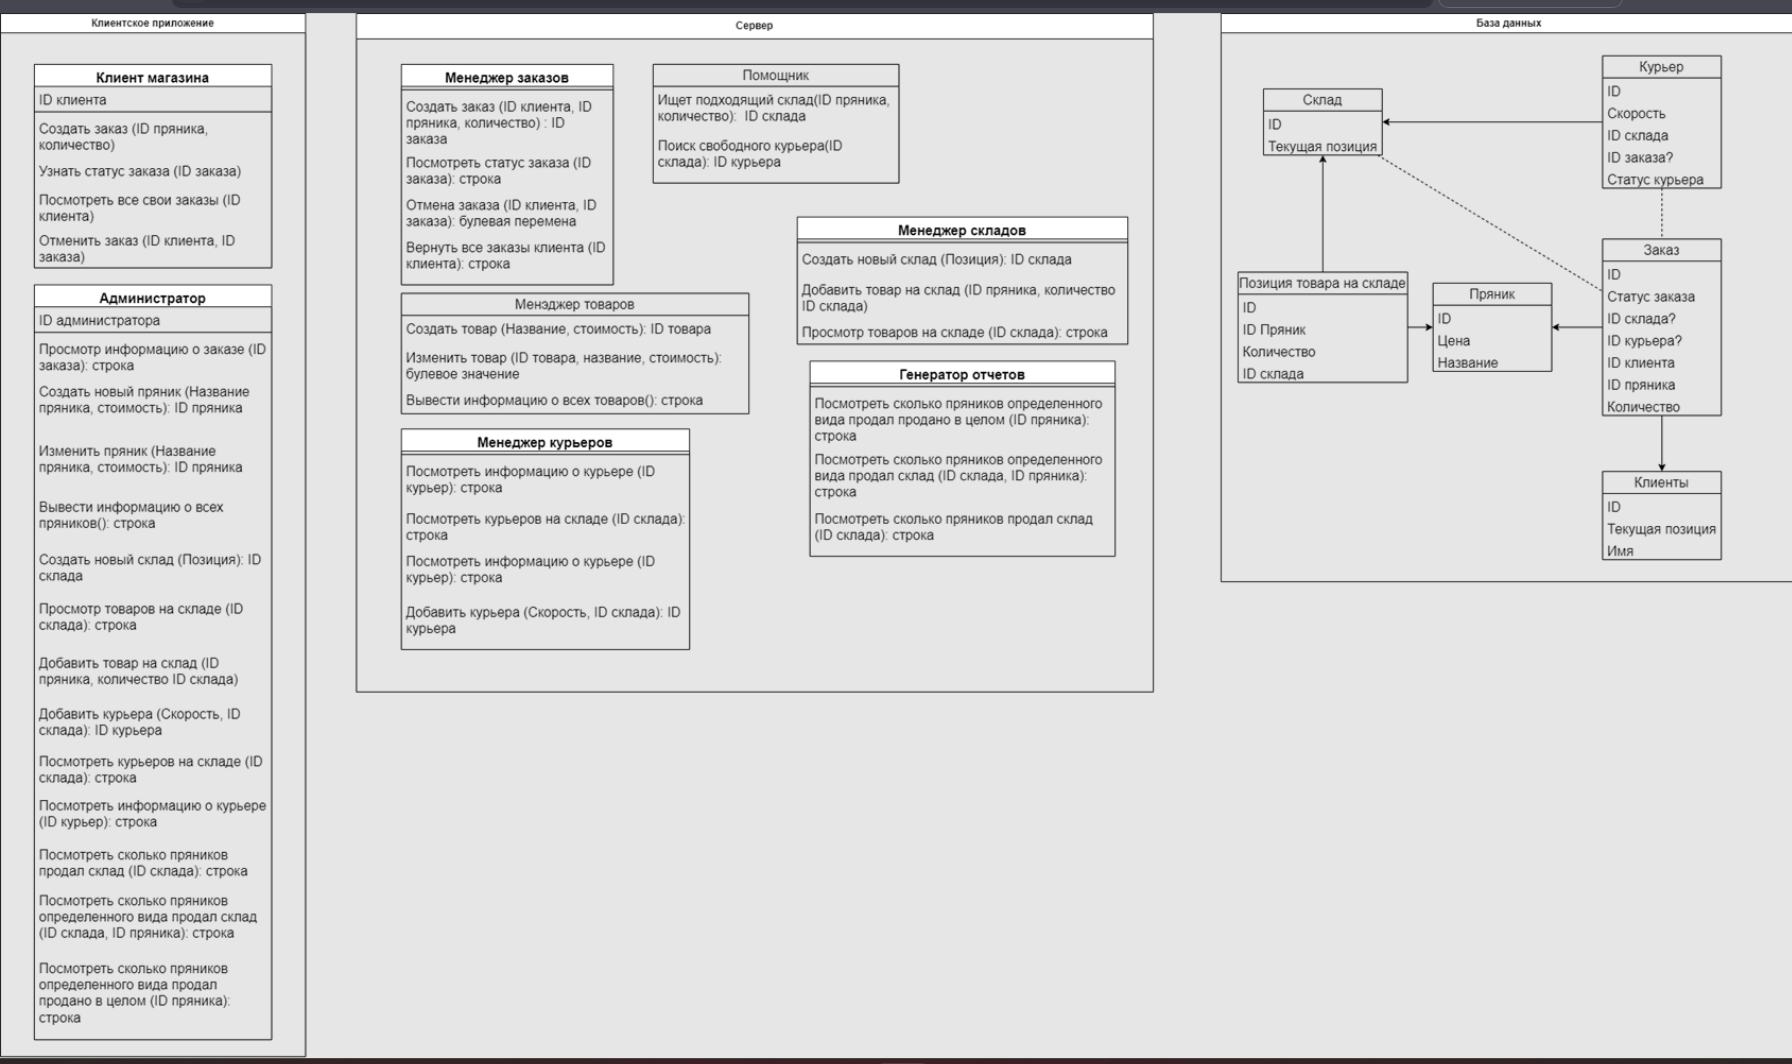 Клиентское приложение
Клиент магазина
ID клиента
Создать заказ (ID пряника,
количество)
Узнать статус заказа (ID заказа)
Посмотреть все свои заказы (ID
клиента)
Отменить заказ (ID клиента, ID
заказа)
Администратор
ID администратора
Просмотр информацию о заказе (ID
заказа): строка
Создать новый пряник (Название
пряника, стоимость): ID пряника
Изменить пряник (Название
пряника, стоимость): ID пряника
Вывести информацию о всех
пряников(): строка
Создать новый склад (Позиция): ID
склада
Просмотр товаров на складе (ID
склада): строка
Добавить товар на склад (ID
пряника, количество ID склада)
Добавить курьера (Скорость, ID
склада): ID курьера
Посмотреть курьеров на складе (ID
склада): строка
Посмотреть информацию о курьере
(ID курьер): строка
Посмотреть сколько пряников
продал склад (ID склада): строка
Посмотреть сколько пряников
определенного вида продал склад
(ID склада, ID пряника): строка
Посмотреть сколько пряников
определенного вида продал
продано в целом (ID пряника):
строка
Сервер
Менеджер заказов
Создать заказ (ID клиента, ID
пряника, количество) : ID
заказа
Посмотреть статус заказа (ID
заказа): строка
Отмена заказа (ID клиента, ID
заказа): булевая перемена
Вернуть все заказы клиента (ID
клиента): строка
Помощник
Ищет подходящий склад(ID пряника,
количество): ID склада
Поиск свободного курьера(ID
склада): ID курьера
Менеджер складов
Создать новый склад (Позиция): ID склада
Добавить товар на склад (ID пряника, количество
ID склада)
Просмотр товаров на складе (ID склада): строка
Менэджер товаров
Создать товар (Название, стоимость): ID товара
Изменить товар (ID товара, название, стоимость):
булевое значение
Вывести информацию о всех товаров(): строка
Генератор отчетов
Посмотреть сколько пряников определенного
вида продал продано в целом (ID пряника):
строка
Посмотреть сколько пряников определенного
вида продал склад (ID склада, ID пряника):
строка
Посмотреть сколько пряников продал склад
(ID склада): строка
Менеджер курьеров
Посмотреть информацию о курьере (ID
курьер): строка
Посмотреть курьеров на складе (ID склада):
строка
Посмотреть информацию о курьере (ID
курьер): строка
Добавить курьера (Скорость, ID склада): ID
курьера
База данных
Склад
ID
Текущая позиция
Курьер
ID
Скорость
ID склада
ID заказа?
Статус курьера
Позиция товара на складе
ID
ID Пряник
Количество
ID склада
Пряник
ID
Цена
Название
Заказ
ID
Статус заказа
ID склада?
ID курьера?
ID клиента
ID пряника
Количество
Клиенты
ID
Текущая позиция
Имя